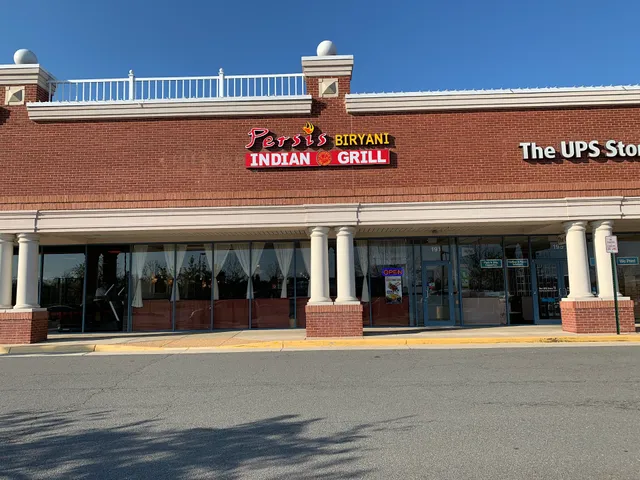 Persis BIRYANI
INDIAN GRILL
The UPS Sto
OPEN